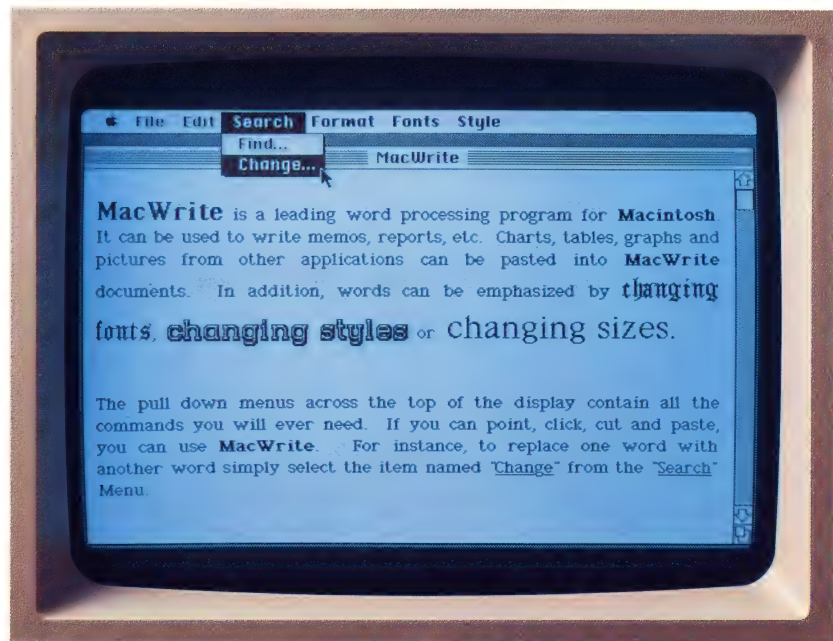 File Edit Search Format Fonts Style
Find...
Change...
MacWrite
MacWrite is a leading word processing program for Macintosh.
It can be used to write memos, reports, etc. Charts, tables, graphs and
pictures from other applications can be pasted into MacWrite
documents. In addition, words can be emphasized by changing
fonts, changing styles or changing sizes.
The pull down menus across the top of the display contain all the
commands you will ever need. If you can point, click, cut and paste,
you can use MacWrite. For instance, to replace one word with
another word simply select the item named "Change" from the "Search"
Menu.